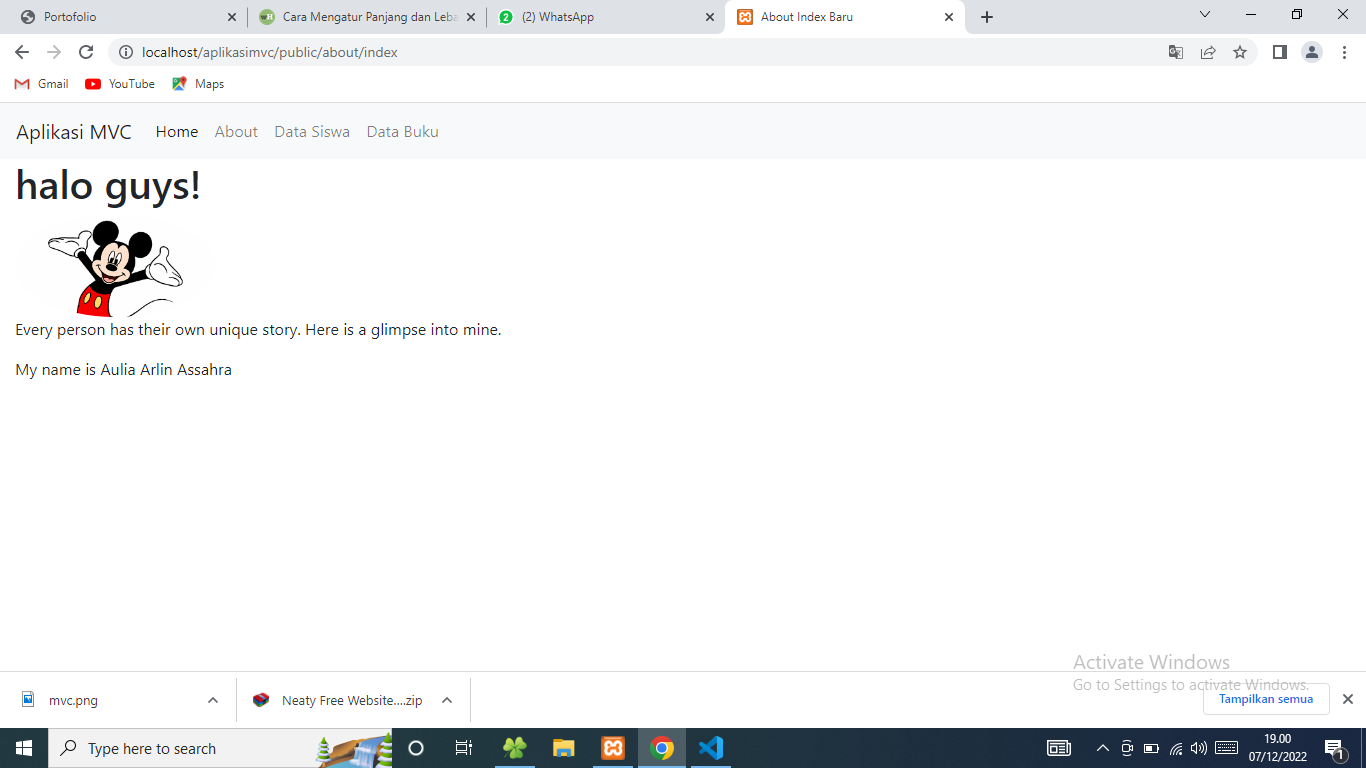 Portofolio
Cara Mengatur Panjang dan Leba
(2) WhatsApp
About Index Baru
localhost/aplikasimvc/public/about/index
Gmail
YouTube
Maps
Aplikasi MVC
Home
About
Data Siswa
Data Buku
halo guys!
Every person has their own unique story. Here is a glimpse into mine.
My name is Aulia Arlin Assahra
Activate Windows
Go to Settings to activate Windows.
mvc.png
Neaty Free Website....zip
Tampilkan semua
Type here to search
19.00
07/12/2022
1